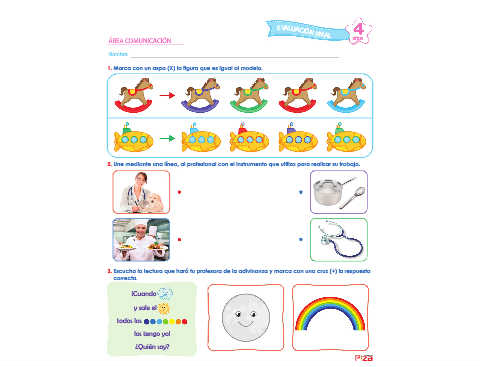 EVALUACIÓN FINAL
4
AÑOS
ÁREA COMUNICACIÓN
Nombre:
1. Marca con un aspa (X) la figura que es igual al modelo.
2. Une mediante una línea, al profesional con el instrumento que utiliza para realizar su trabajo.
3. Escucha la lectura que hará tu profesora de la adivinanza y marca con una cruz (+) la respuesta
correcta.
¡Cuando
y sale el
todos los
los tengo yo!
¿Quién soy?